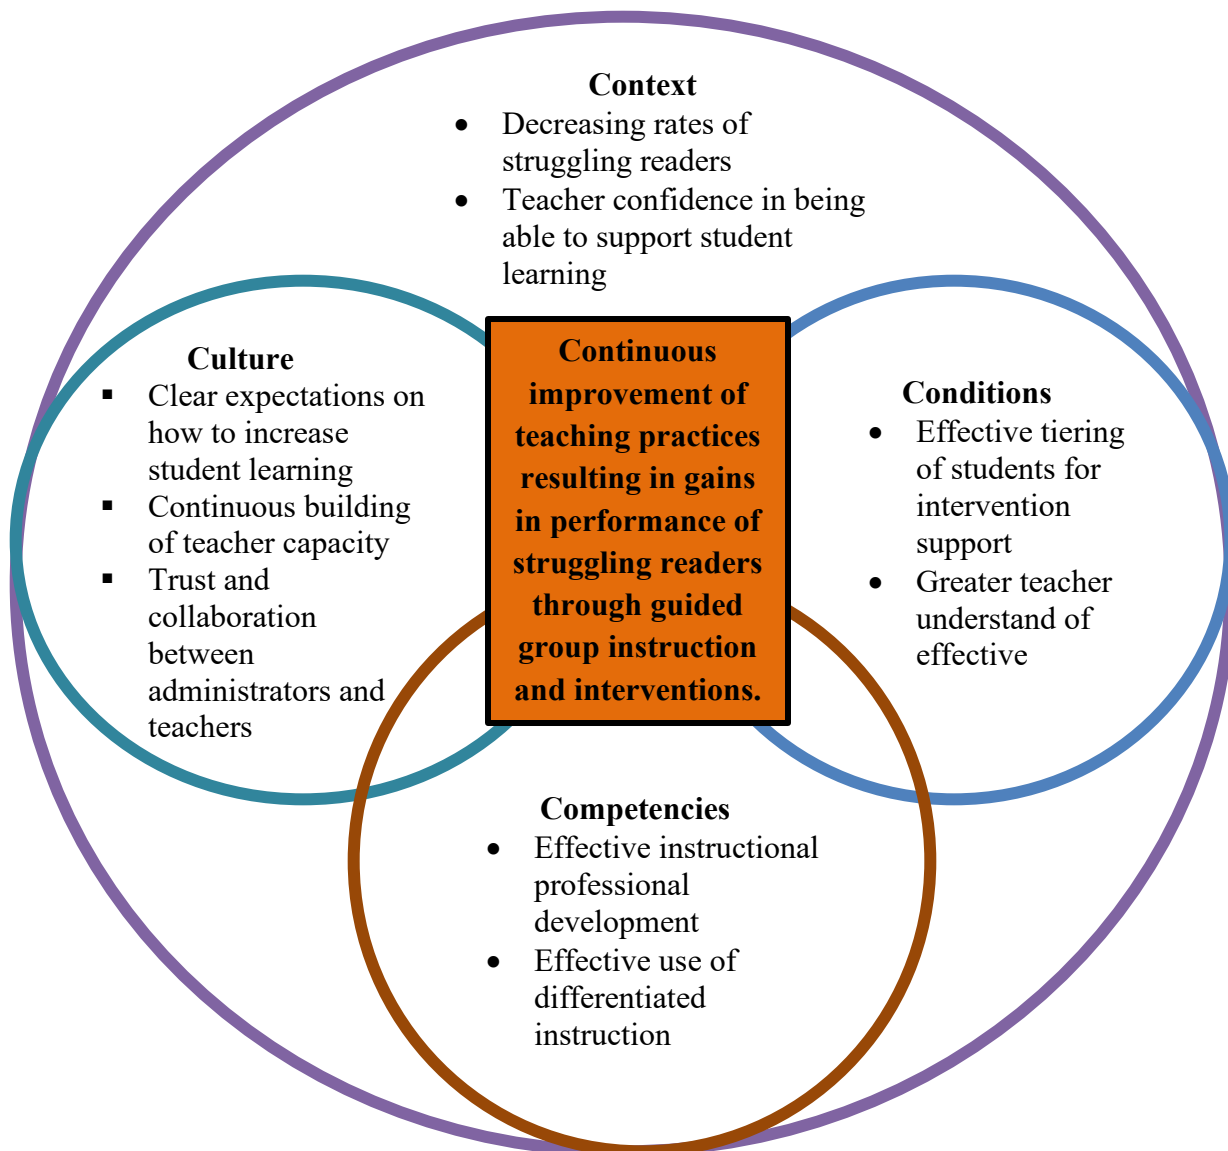 Context
• Decreasing rates of
struggling readers
• Teacher confidence in being
able to support student
learning
Culture
▪ Clear expectations on
how to increase
student learning
▪ Continuous building
of teacher capacity
▪ Trust and
collaboration
between
administrators and
teachers
Continuous
improvement of
teaching practices
resulting in gains
in performance of
struggling readers
through guided
group instruction
and interventions.
Conditions
• Effective tiering
of students for
intervention
support
• Greater teacher
understand of
effective
Competencies
• Effective instructional
professional
development
• Effective use of
differentiated
instruction